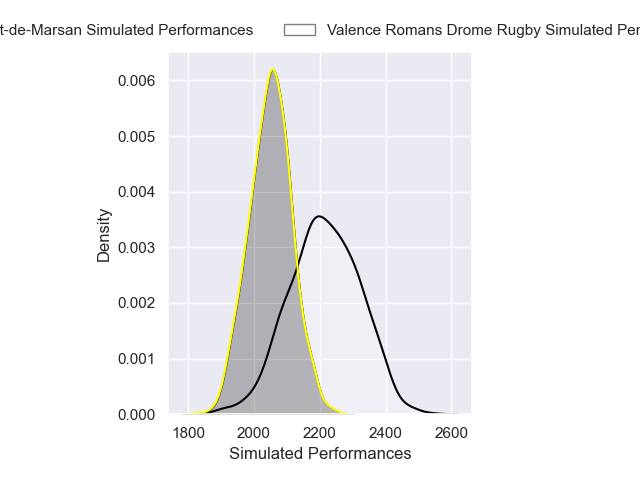 t-de-Marsan Simulated Performances
Valence Romans Drome Rugby Simulated Per
0.006
0.005
0.004
0.003
0.002
0.001
0.000
Density
1800 2000 2200 2400 2600
Simulated Performances